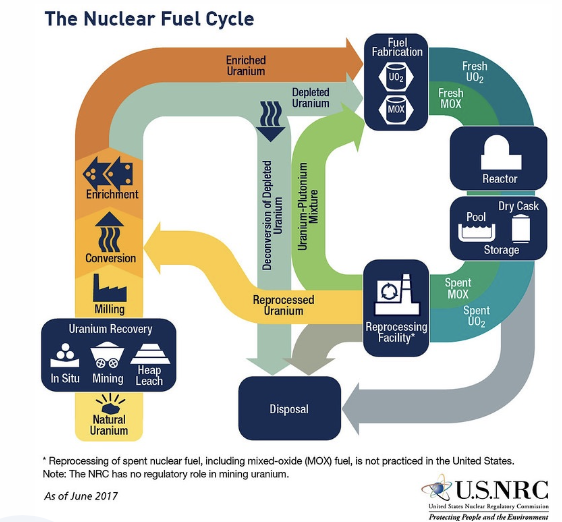 The Nuclear Fuel Cycle
Enriched
Uranium
Depleted
Uranium
Fuel
Fabrication
UO₂
MOX
Fresh
UO₂
Fresh
MOX
Reactor
Pool
Dry Cask
Storage
Spent
MOX
Spent
UO₂
Reprocessing
Facility*
Uranium-Plutonium
Mixture
Deconversion of Depleted
Uranium
Reprocessed
Uranium
Enrichment
Conversion
Milling
Uranium Recovery
In Situ
Mining
Heap
Leach
Natural
Uranium
Disposal
* Reprocessing of spent nuclear fuel, including mixed-oxide (MOX) fuel, is not practiced in the United States.
Note: The NRC has no regulatory role in mining uranium.
As of June 2017
U.S.NRC
United States Nuclear Regulatory Commission
Protecting People and the Environment